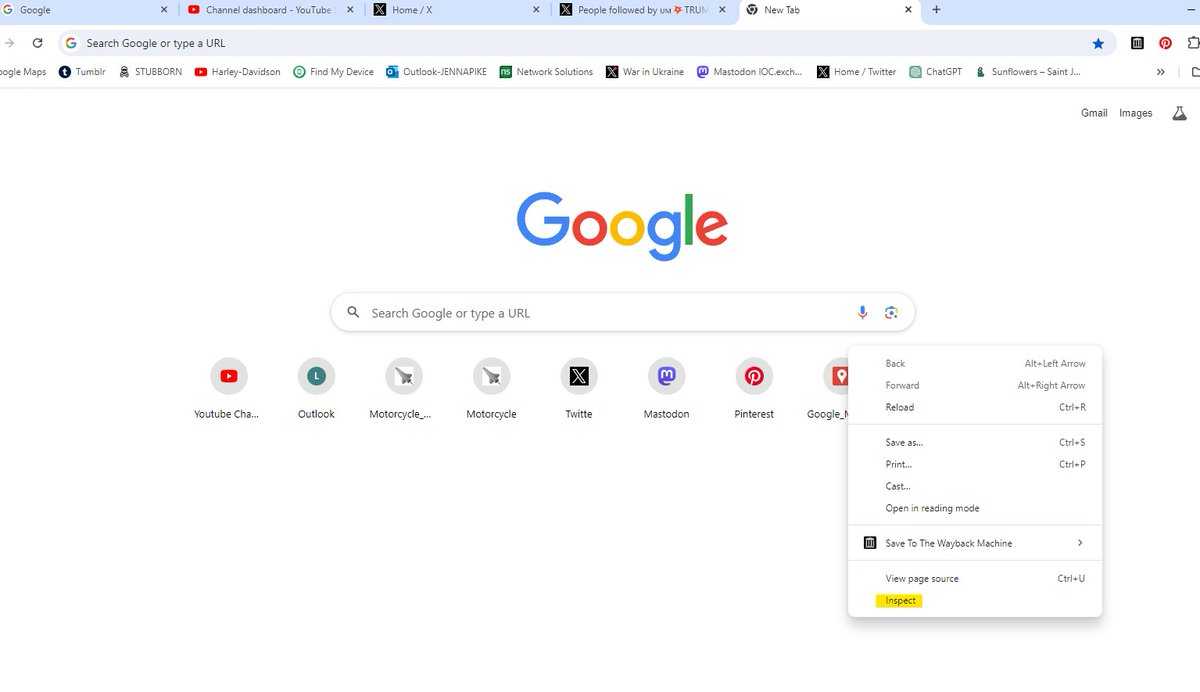 Google
Channel dashboard - YouTube S
Home / X
People followed by UM 💥 TRUM
New Tab
Search Google or type a URL
oogle Maps
Tumblr
STUBBORN
Harley-Davidson
Find My Device
Outlook-JENNAPIKE
ns
Network Solutions
War in Ukraine
Mastodon IOC.exch...
Home / Twitter
ChatGPT
Sunflowers – Saint J...
Gmail
Images
Google
Search Google or type a URL
L
Youtube Cha...
Outlook
Motorcycle_...
Motorcycle
Twitte
Mastodon
Pinterest
Google_M
Back Alt+Left Arrow
Forward Alt+Right Arrow
Reload Ctrl+R
Save as... Ctrl+S
Print... Ctrl+P
Cast...
Open in reading mode
Save To The Wayback Machine
View page source Ctrl+U
Inspect